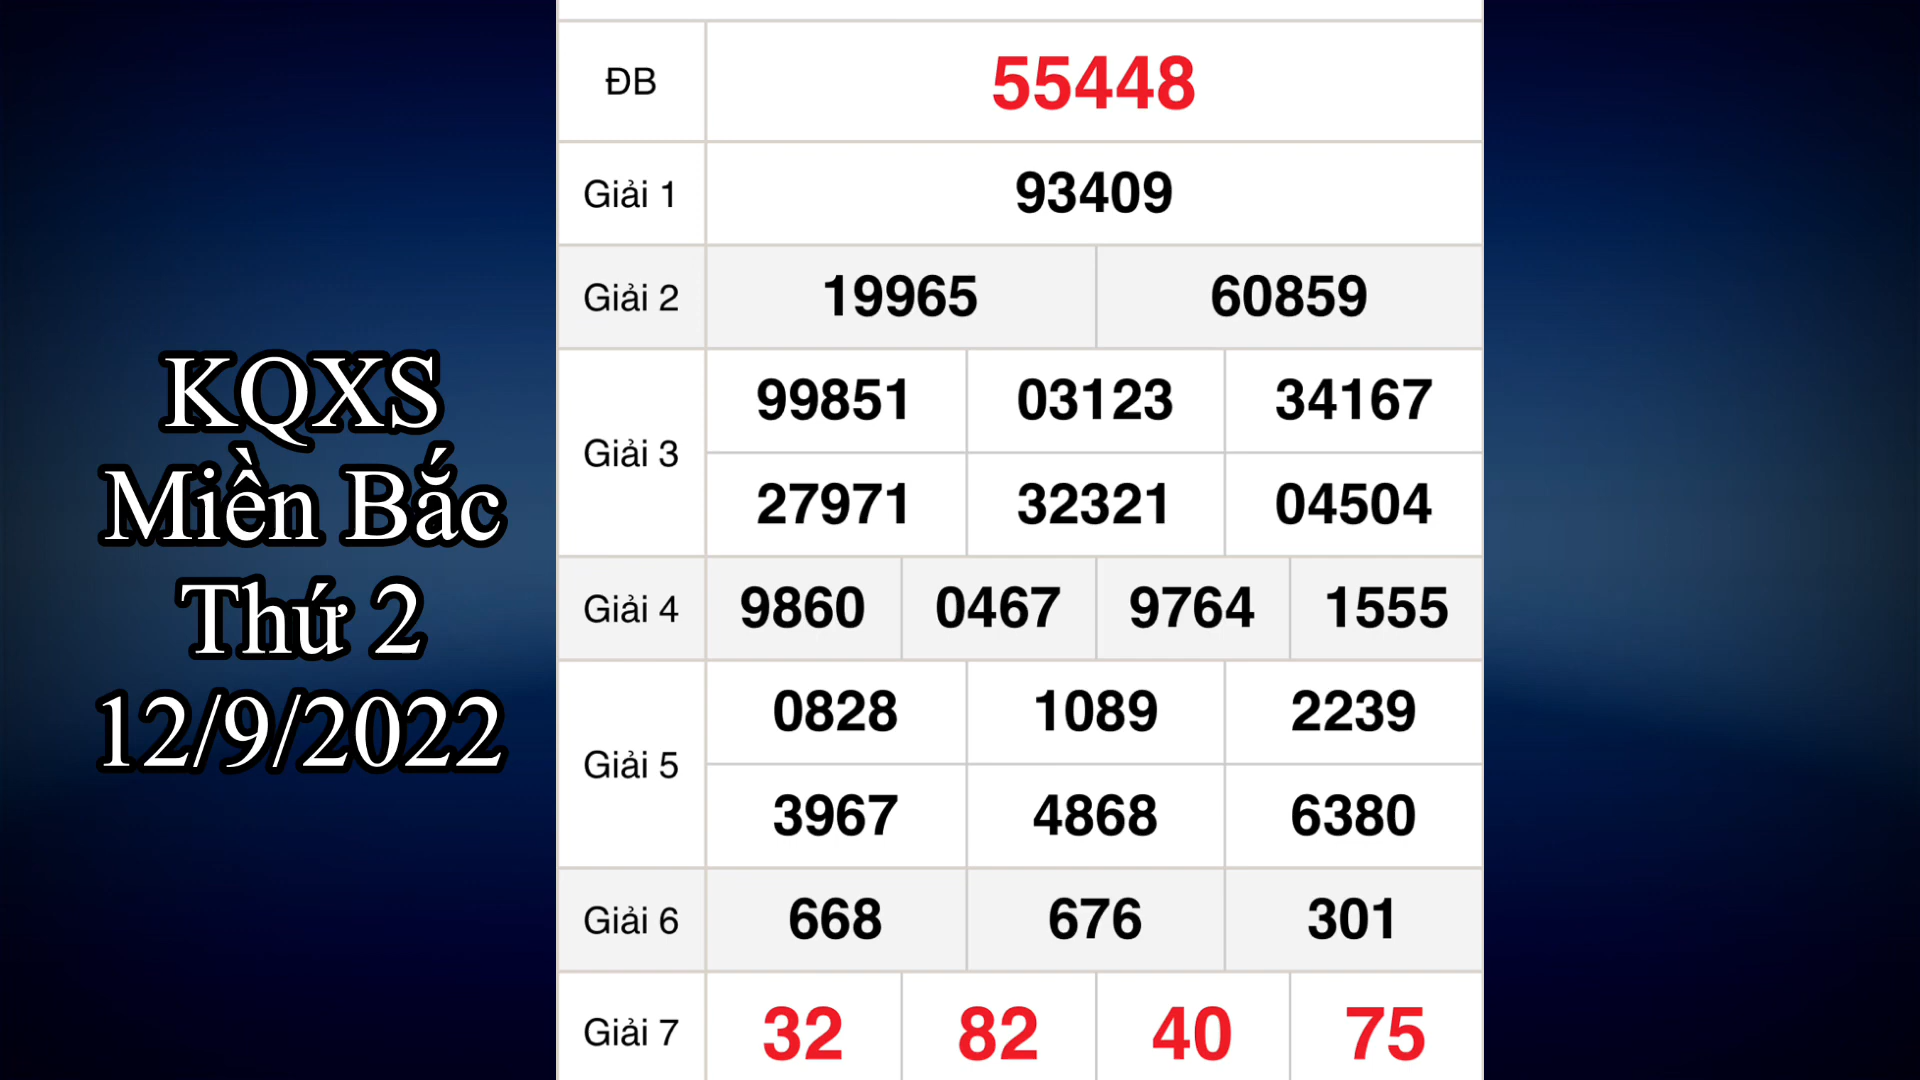 KQXS
Miền Bắc
Thứ 2
12/9/2022
ĐB 55448
Giải 1 93409
Giải 2 19965 60859
Giải 3 99851 03123 34167
27971 32321 04504
Giải 4 9860 0467 9764 1555
Giải 5 0828 1089 2239
3967 4868 6380
Giải 6 668 676 301
Giải 7 32 82 40 75